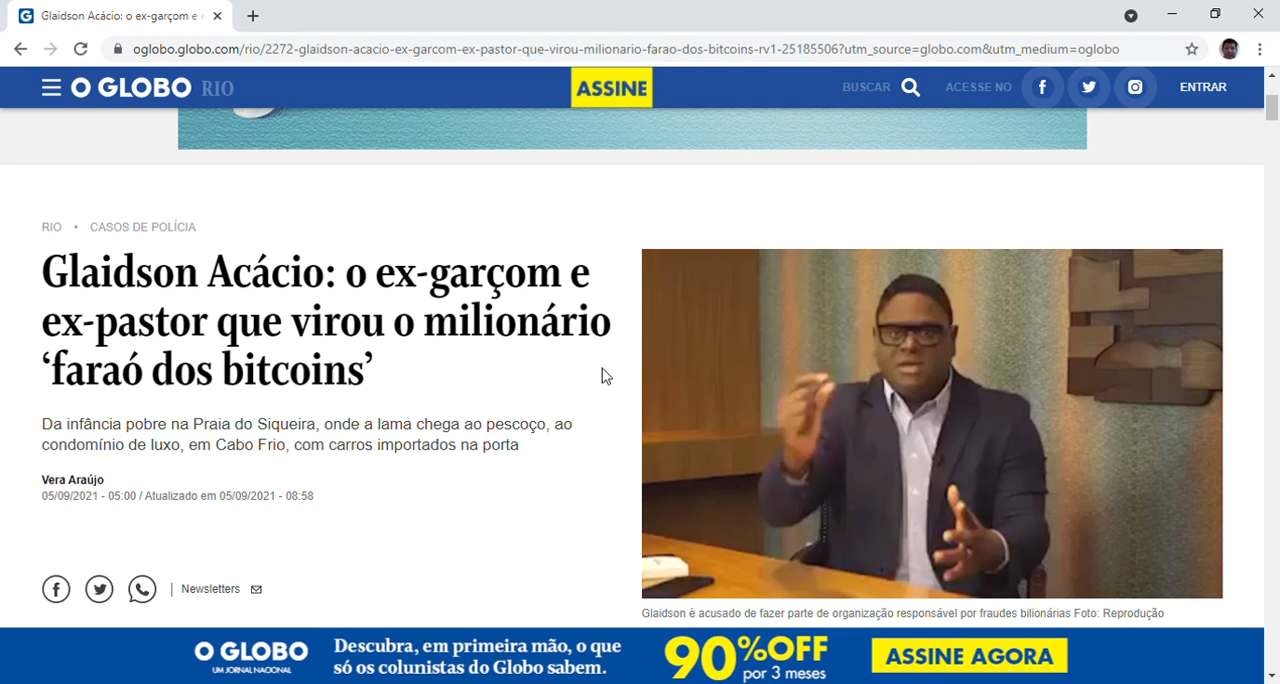 Glaidson Acácio: o ex-garçom e
oglobo.globo.com/rio/2272-glaidson-acacio-ex-garcom-ex-pastor-que-virou-milionario-farao-dos-bitcoins-rv1-25185506?utm_source=globo.com&utm_medium=oglobo
O GLOBO RIO
ASSINE
BUSCAR
ACESSE NO
ENTRAR
RIO • CASOS DE POLÍCIA
Glaidson Acácio: o ex-garçom e
ex-pastor que virou o milionário
‘faraó dos bitcoins’
Da infância pobre na Praia do Siqueira, onde a lama chega ao pescoço, ao
condomínio de luxo, em Cabo Frio, com carros importados na porta
Vera Araújo
05/09/2021 - 05:00 / Atualizado em 05/09/2021 - 08:58
| Newsletters
Glaidson é acusado de fazer parte de organização responsável por fraudes bilionárias Foto: Reprodução
O GLOBO
UM JORNAL NACIONAL
Descubra, em primeira mão, o que
só os colunistas do Globo sabem.
90%OFF
por 3 meses
ASSINE AGORA